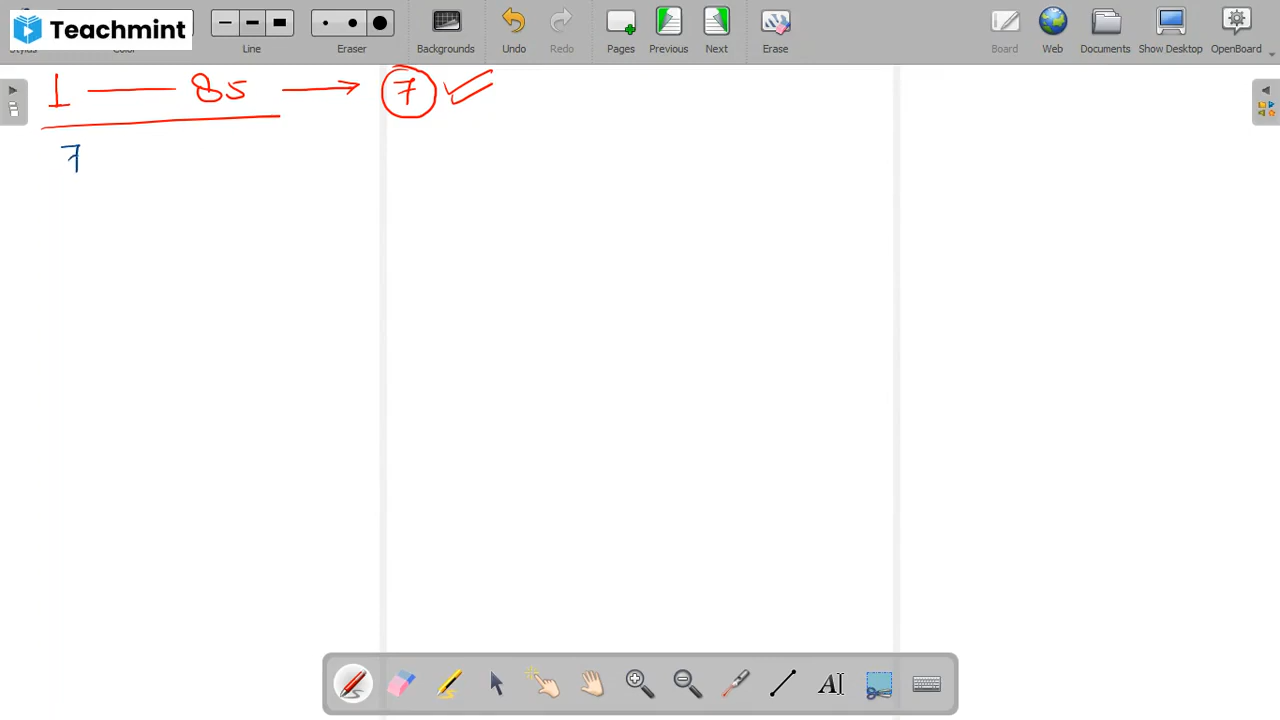 Teachmint
Line
Eraser
Backgrounds
Undo
Redo
Pages
Previous
Next
Erase
Board
Web
Documents
Show Desktop
OpenBoard
1 — 85 → 7
7